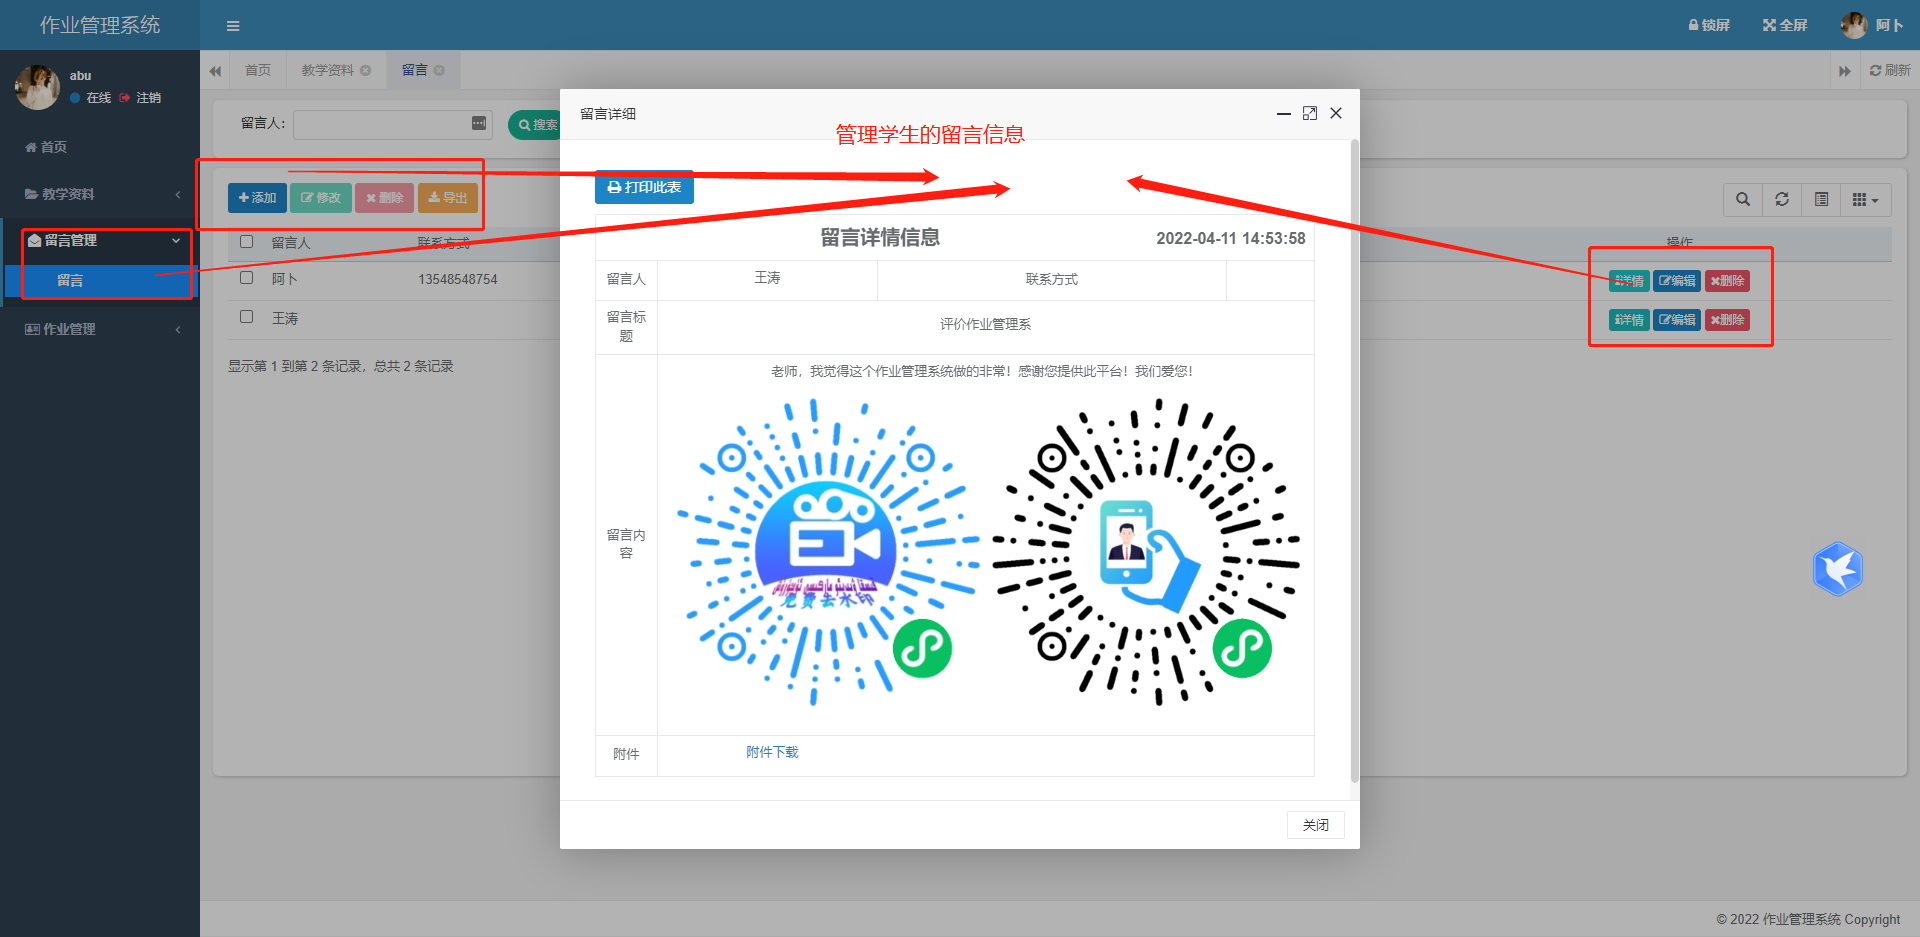 作业管理系统
锁屏
全屏
阿卜
abu
在线
注销
首页
教学资料
留言管理
留言
作业管理
首页
教学资料
留言
刷新
留言人:
搜索
添加
修改
删除
导出
留言人
联系方式
操作
阿卜
13548548754
详情
编辑
删除
王涛
详情
编辑
删除
显示第 1 到第 2 条记录，总共 2 条记录
留言详细
管理学生的留言信息
打印此表
留言详情信息
2022-04-11 14:53:58
留言人
王涛
联系方式
留言标题
评价作业管理系
留言内容
老师，我觉得这个作业管理系统做的非常！感谢您提供此平台！我们爱您！
免费去水印
附件
附件下载
关闭
© 2022 作业管理系统 Copyright